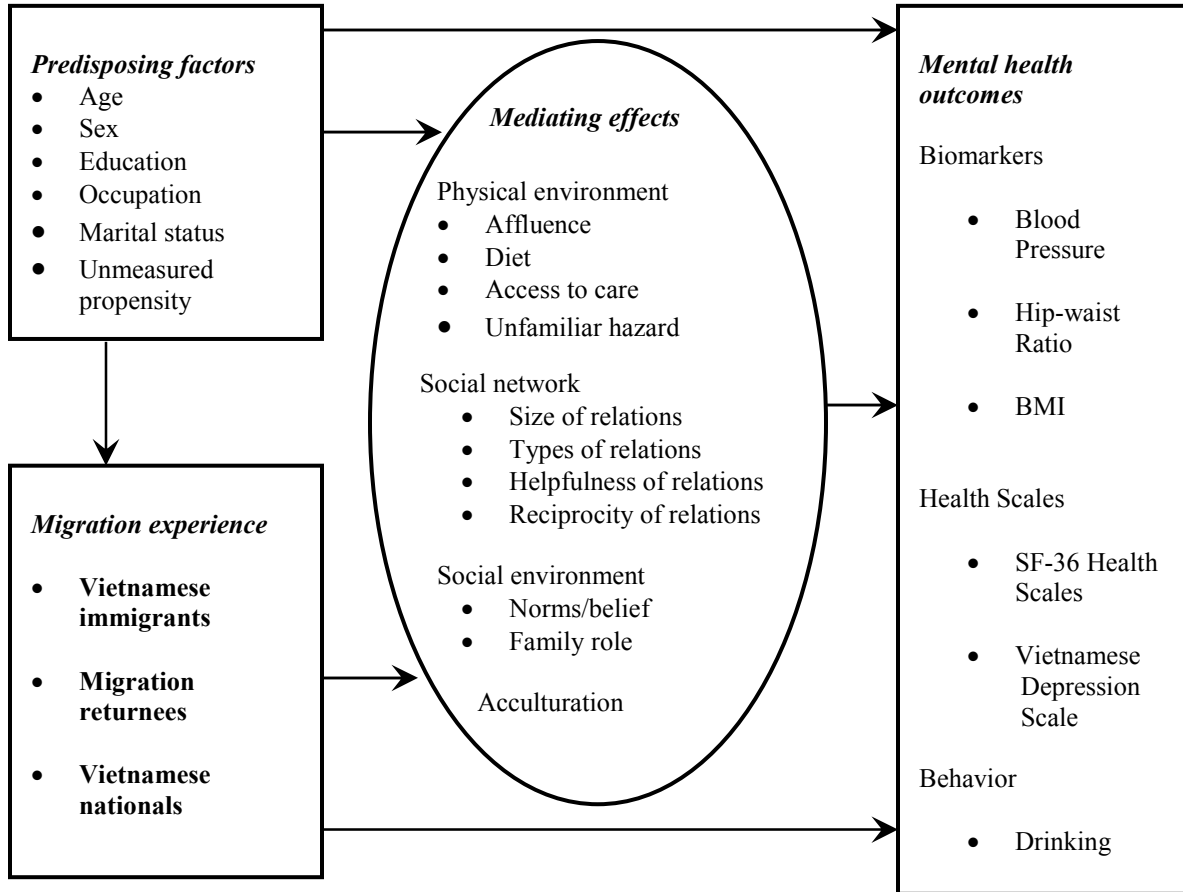 Predisposing factors
• Age
• Sex
• Education
• Occupation
• Marital status
• Unmeasured
propensity
Migration experience
• Vietnamese
immigrants
• Migration
returnees
• Vietnamese
nationals
Mediating effects
Physical environment
• Affluence
• Diet
• Access to care
• Unfamiliar hazard
Social network
• Size of relations
• Types of relations
• Helpfulness of relations
• Reciprocity of relations
Social environment
• Norms/belief
• Family role
Acculturation
Mental health
outcomes
Biomarkers
• Blood
Pressure
• Hip-waist
Ratio
• BMI
Health Scales
• SF-36 Health
Scales
• Vietnamese
Depression
Scale
Behavior
• Drinking